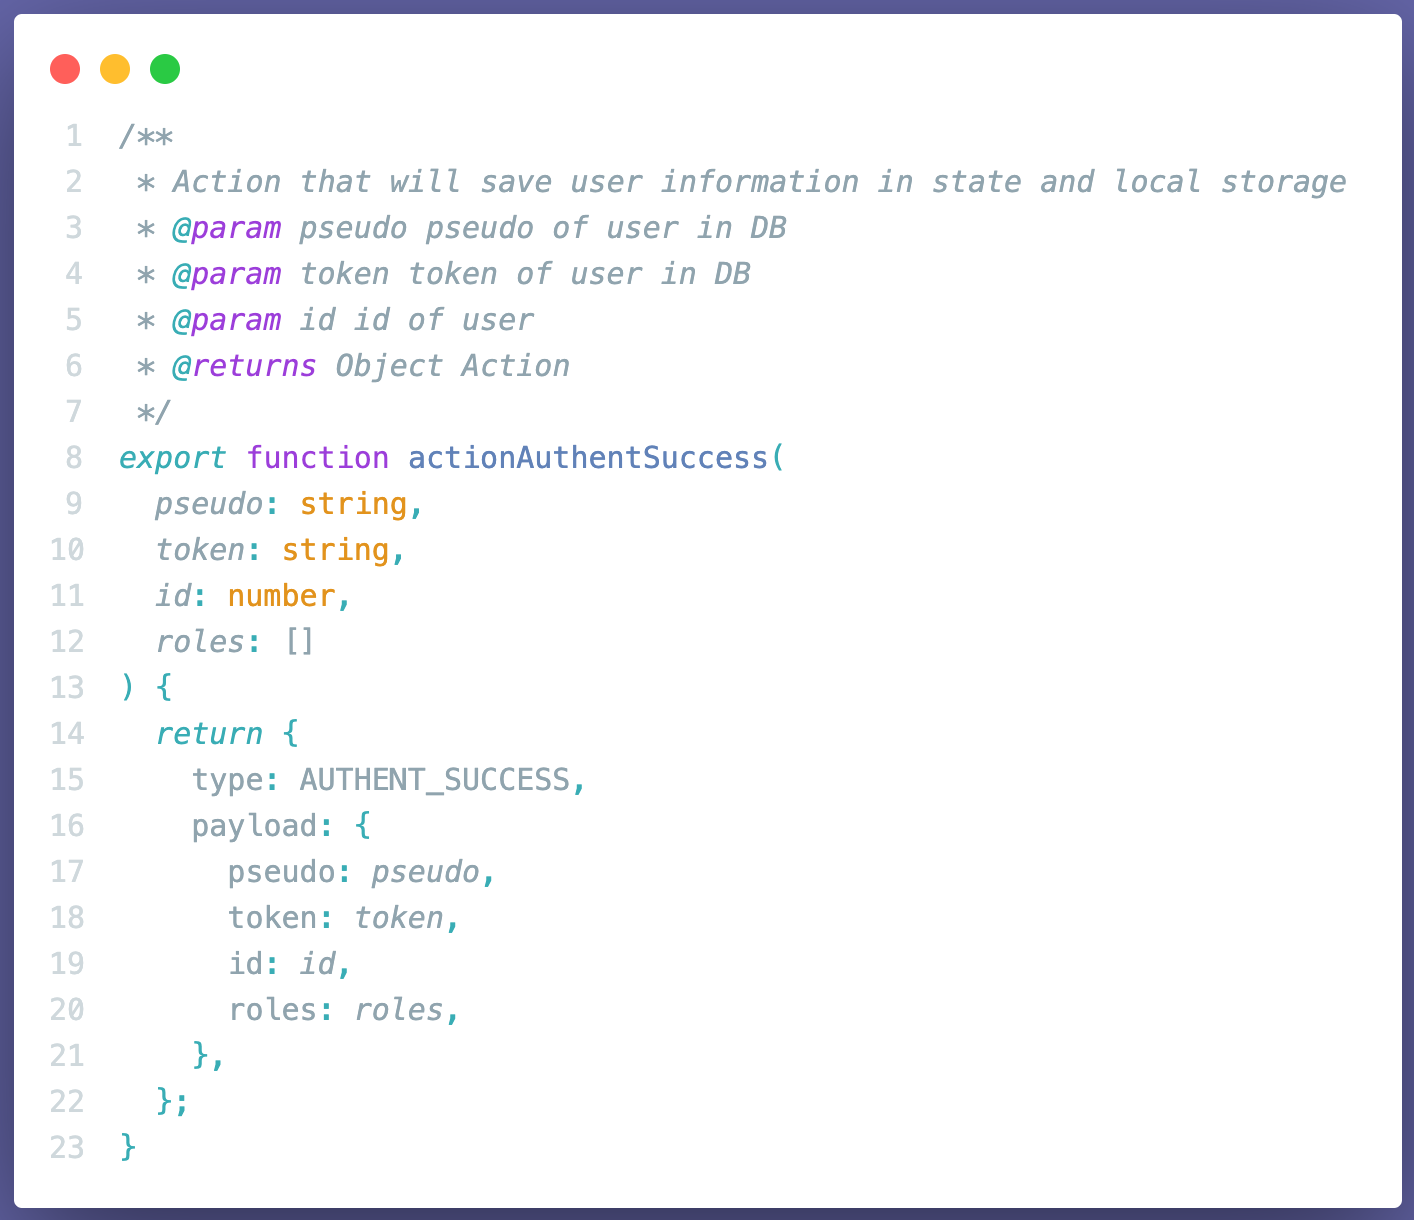 1 /**
2  * Action that will save user information in state and local storage
3  * @param pseudo pseudo of user in DB
4  * @param token token of user in DB
5  * @param id id of user
6  * @returns Object Action
7  */
8 export function actionAuthentSuccess(
9   pseudo: string,
10   token: string,
11   id: number,
12   roles: []
13 ) {
14   return {
15     type: AUTHENT_SUCCESS,
16     payload: {
17       pseudo: pseudo,
18       token: token,
19       id: id,
20       roles: roles,
21     },
22   };
23 }